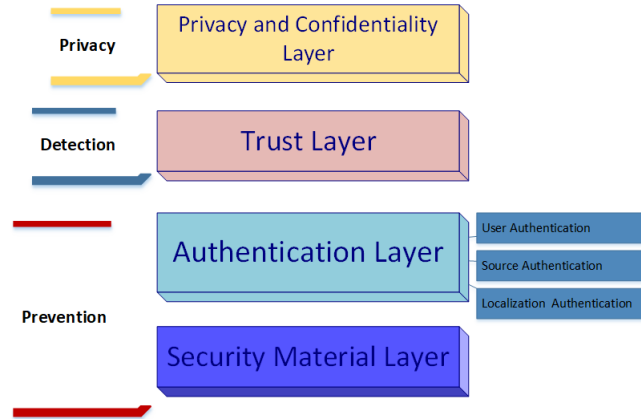 Privacy
Privacy and Confidentiality
Layer
Detection
Trust Layer
Authentication Layer
User Authentication
Source Authentication
Localization Authentication
Prevention
Security Material Layer